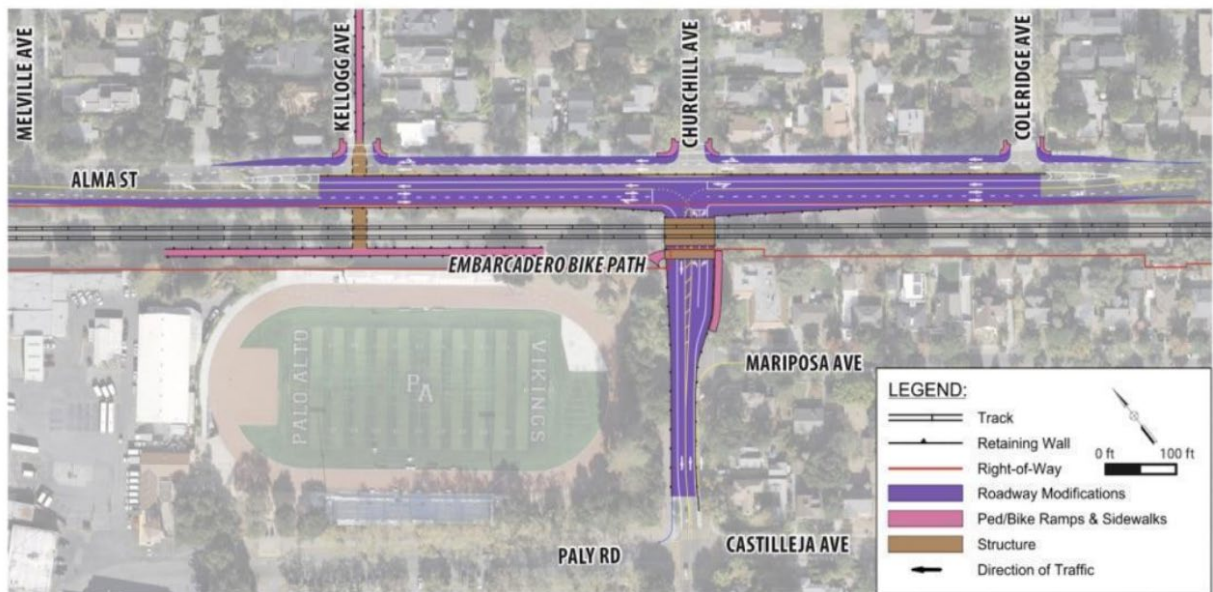 MELVILLE AVE
KELLOGG AVE
CHURCHILL AVE
COLERIDGE AVE
ALMA ST
EMBARCADERO BIKE PATH
PALO ALTO
PA
VIKINGS
MARIPOSA AVE
PALY RD
CASTILLEJA AVE
LEGEND:
Track
Retaining Wall
Right-of-Way
0 ft 100 ft
Roadway Modifications
Ped/Bike Ramps & Sidewalks
Structure
Direction of Traffic